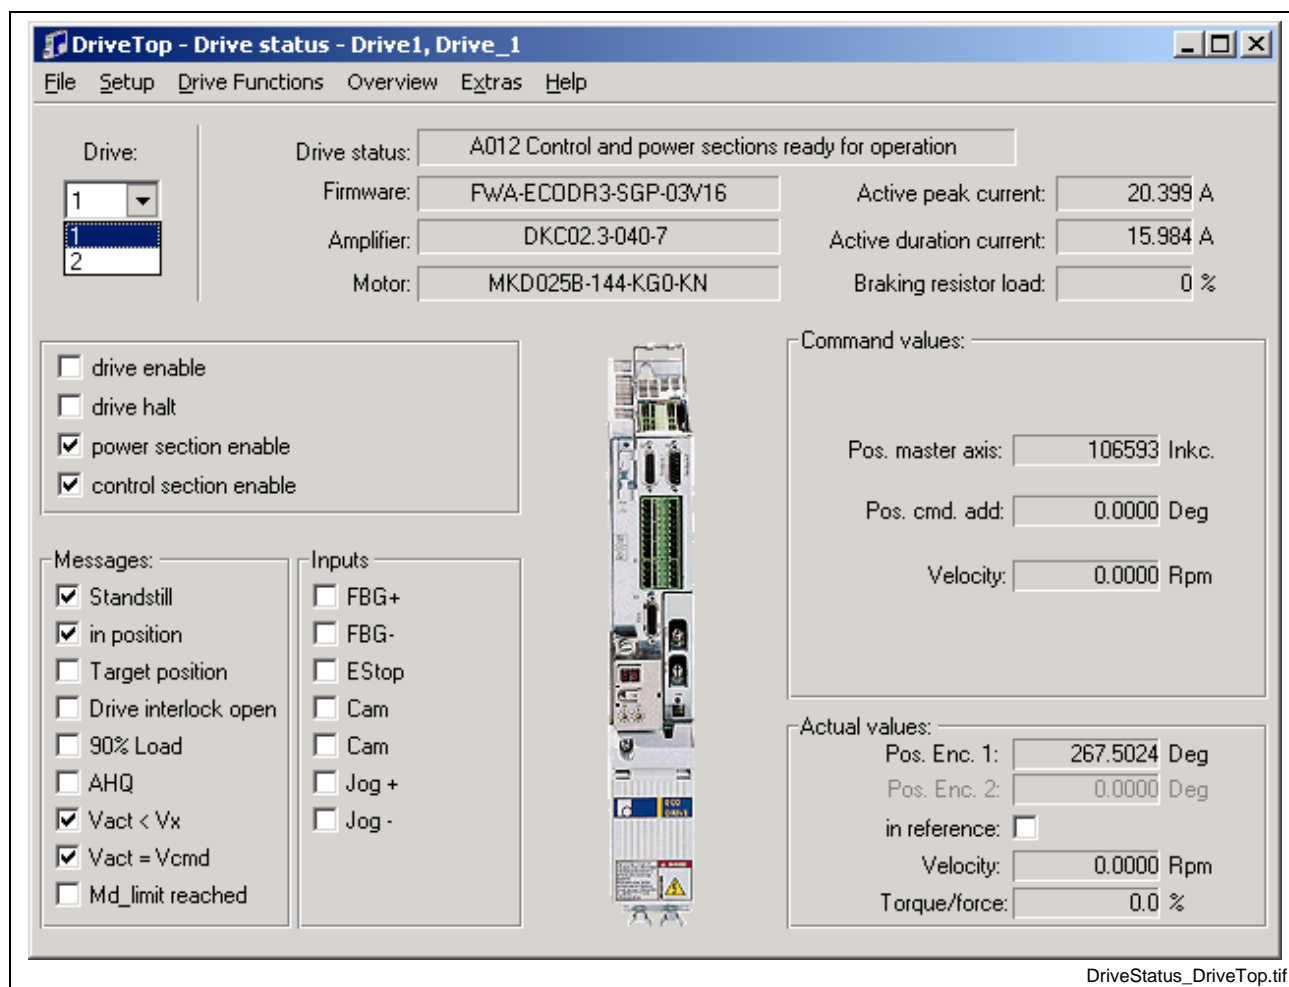 DriveTop - Drive status - Drive1, Drive_1
File Setup Drive Functions Overview Extras Help
Drive:
1
1
2
Drive status: A012 Control and power sections ready for operation
Firmware: FWA-ECODR3-SGP-03V16
Amplifier: DKC02.3-040-7
Motor: MKD025B-144-KG0-KN
Active peak current: 20.399 A
Active duration current: 15.984 A
Braking resistor load: 0 %
drive enable
drive halt
power section enable
control section enable
Messages:
Standstill
in position
Target position
Drive interlock open
90% Load
AHQ
Vact < Vx
Vact = Vcmd
Md_limit reached
Inputs
FBG+
FBG-
EStop
Cam
Cam
Jog +
Jog -
ECO
DRIVE
Command values:
Pos. master axis: 106593 Inkc.
Pos. cmd. add: 0.0000 Deg
Velocity: 0.0000 Rpm
Actual values:
Pos. Enc. 1: 267.5024 Deg
Pos. Enc. 2: 0.0000 Deg
in reference:
Velocity: 0.0000 Rpm
Torque/force: 0.0 %
DriveStatus_DriveTop.tif